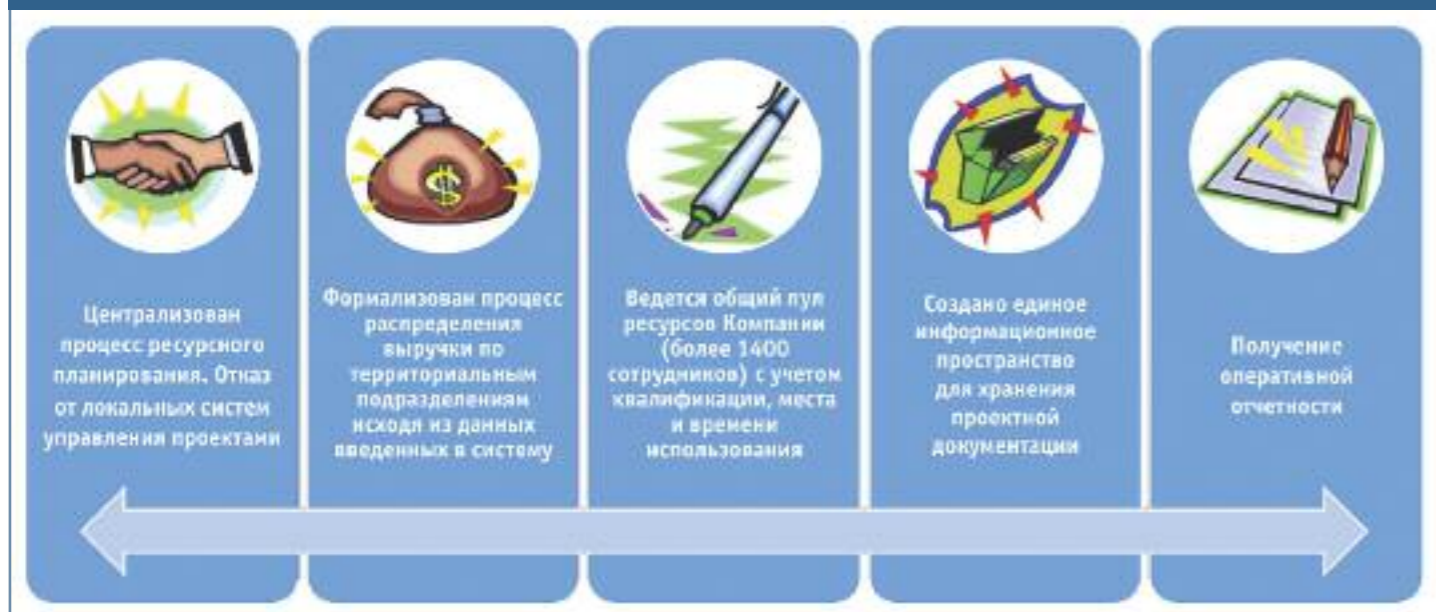 Централизован
процесс ресурсного
планирования. Отказ
от локальных систем
управления проектами
Формализован процесс
распределения
выручки по
территориальным
подразделениям
исходя из данных
введенных в систему
Ведется общий пул
ресурсов Компании
(более 1400
сотрудников) с учетом
квалификации, места
и времени
использования
Создано единое
информационное
пространство
для хранения
проектной
документации
Получение
оперативной
отчетности